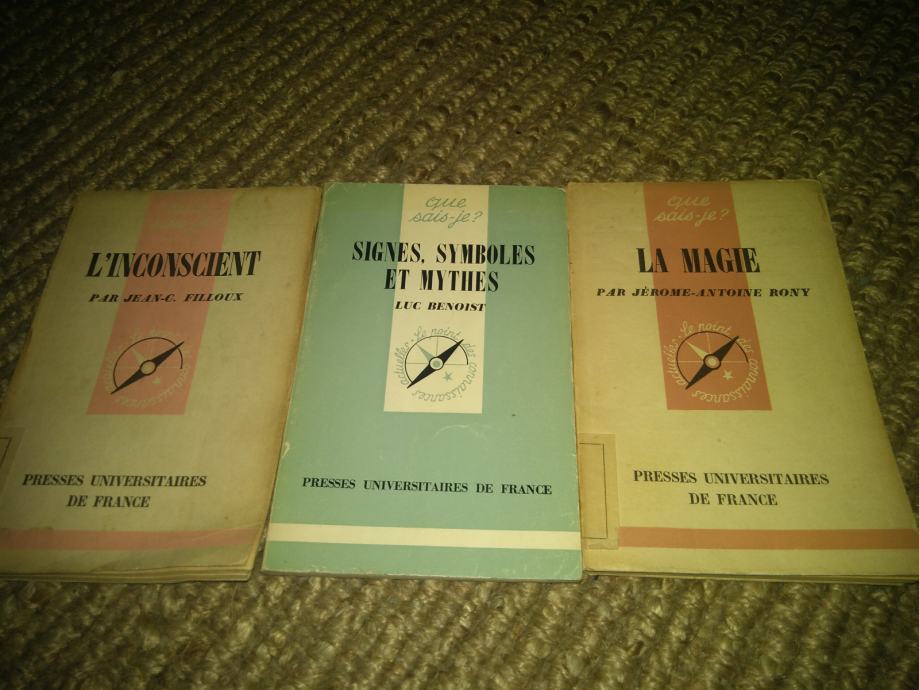 L'INCONSCIENT
PAR JEAN-C. FILLOUX
PRESSES UNIVERSITAIRES
DE FRANCE
que
sais-je?
SIGNES, SYMBOLES
ET MYTHES
LUC BENOIST
Le point des connaissances actuelles
PRESSES UNIVERSITAIRES DE FRANCE
que
sais-je?
LA MAGIE
PAR JÉROME-ANTOINE RONY
Le point des connaissances actuelles
PRESSES UNIVERSITAIRES
DE FRANCE